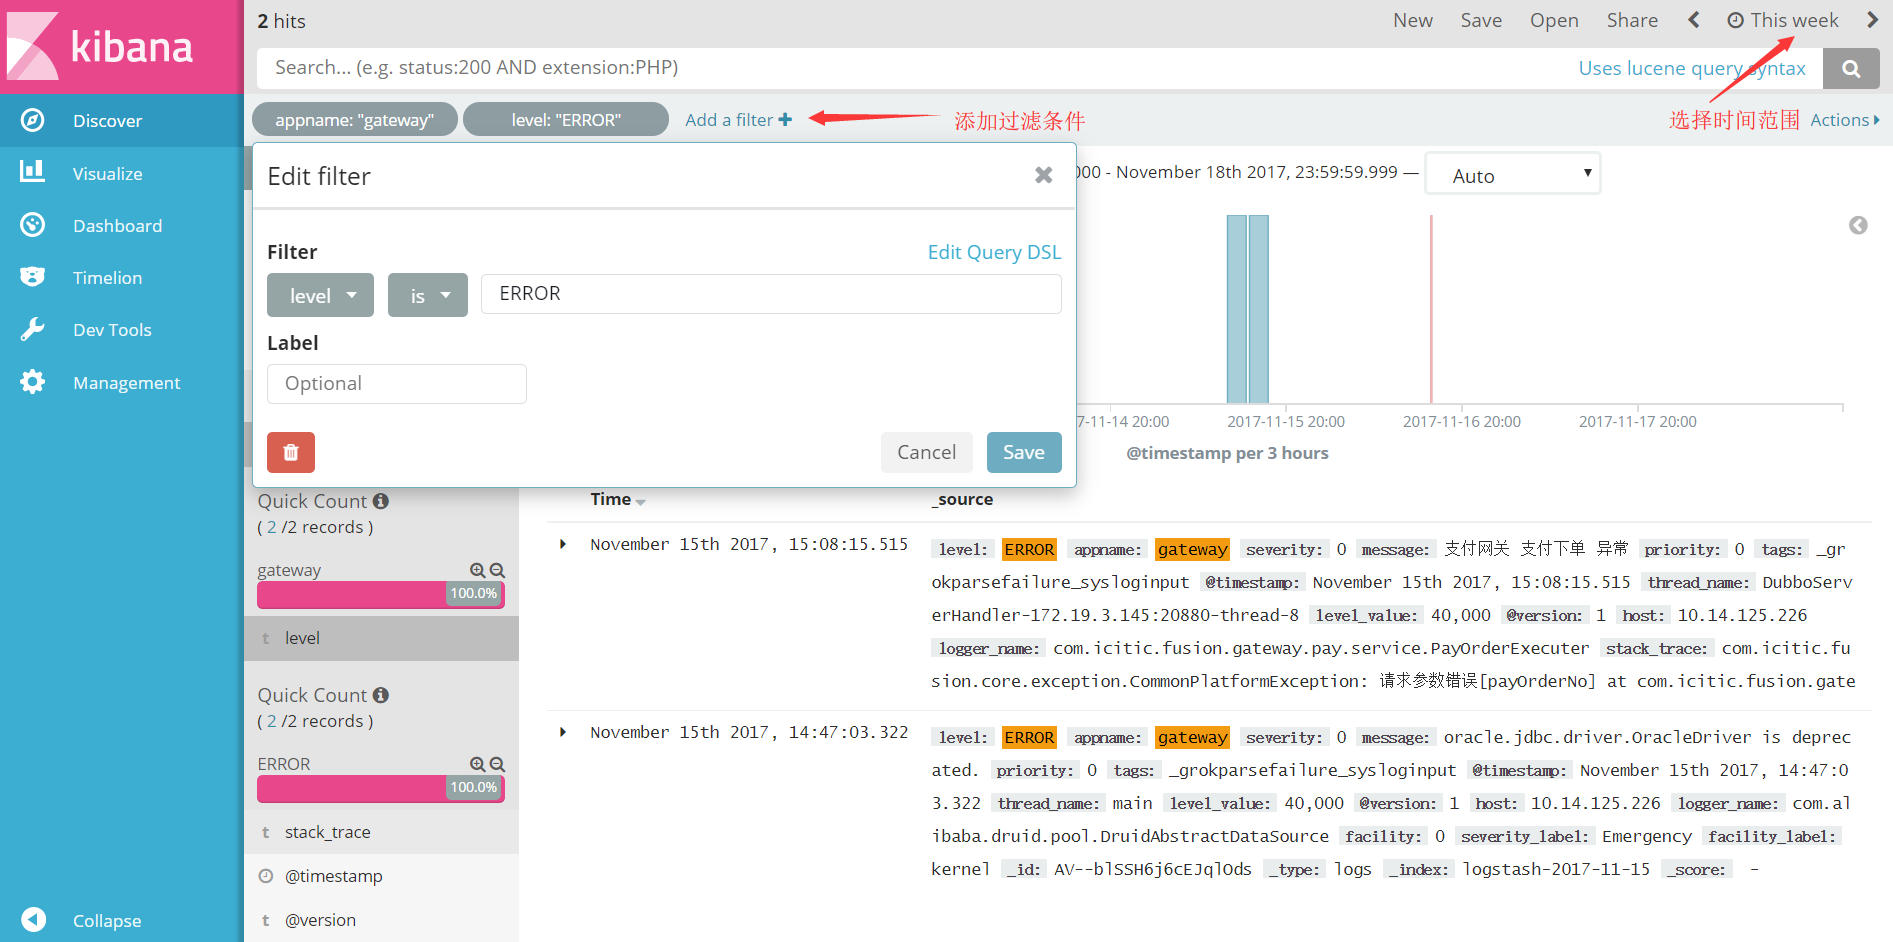 kibana
2 hits
New Save Open Share This week
Search... (e.g. status:200 AND extension:PHP) Uses lucene query syntax
Discover
appname: "gateway" level: "ERROR" Add a filter + 添加过滤条件 选择时间范围 Actions
Visualize
Dashboard
Timelion
Dev Tools
Management
Collapse
Edit filter
Filter Edit Query DSL
level is ERROR
Label
Optional
Cancel Save
000 - November 18th 2017, 23:59:59.999 — Auto
7-11-14 20:00 2017-11-15 20:00 2017-11-16 20:00 2017-11-17 20:00
@timestamp per 3 hours
Quick Count
( 2 /2 records )
gateway
100.0%
t level
Quick Count
( 2 /2 records )
ERROR
100.0%
t stack_trace
@timestamp
t @version
Time _source
November 15th 2017, 15:08:15.515 level: ERROR appname: gateway severity: 0 message: 支付网关 支付下单 异常 priority: 0 tags: _gr
okparsefailure_sysloginput @timestamp: November 15th 2017, 15:08:15.515 thread_name: DubboServ
erHandler-172.19.3.145:20880-thread-8 level_value: 40,000 @version: 1 host: 10.14.125.226
logger_name: com.icitic.fusion.gateway.pay.service.PayOrderExecuter stack_trace: com.icitic.fu
sion.core.exception.CommonPlatformException: 请求参数错误[payOrderNo] at com.icitic.fusion.gate
November 15th 2017, 14:47:03.322 level: ERROR appname: gateway severity: 0 message: oracle.jdbc.driver.OracleDriver is deprec
ated. priority: 0 tags: _grokparsefailure_sysloginput @timestamp: November 15th 2017, 14:47:0
3.322 thread_name: main level_value: 40,000 @version: 1 host: 10.14.125.226 logger_name: com.al
ibaba.druid.pool.DruidAbstractDataSource facility: 0 severity_label: Emergency facility_label:
kernel _id: AV--blSSH6j6cEJqlOds _type: logs _index: logstash-2017-11-15 _score: -